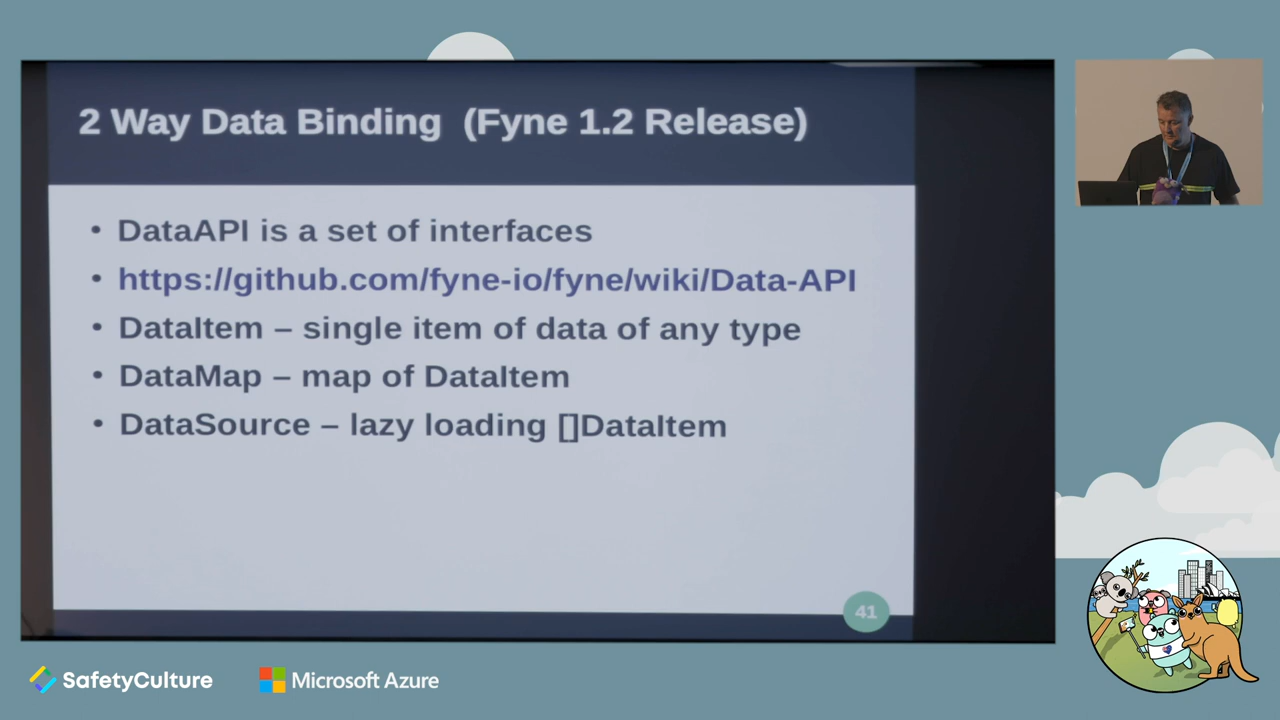 2 Way Data Binding (Fyne 1.2 Release)
• DataAPI is a set of interfaces
• https://github.com/fyne-io/fyne/wiki/Data-API
• DataItem – single item of data of any type
• DataMap – map of DataItem
• DataSource – lazy loading []DataItem
41
SafetyCulture
Microsoft Azure